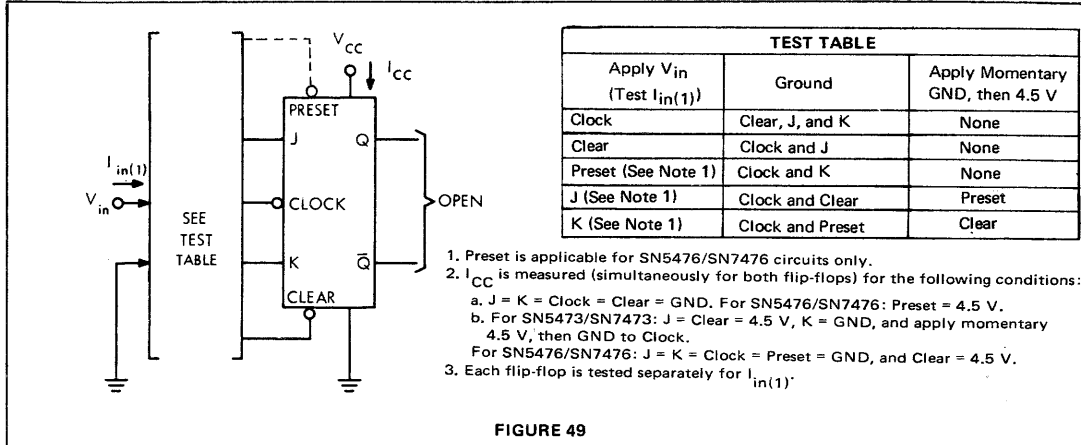 PRESET
V_CC
I_CC
J
Q
I_in(1)
V_in
CLOCK
OPEN
SEE
TEST
TABLE
K
Q̅
CLEAR
TEST TABLE
Apply V_in
(Test I_in(1))
Ground
Apply Momentary
GND, then 4.5 V
Clock
Clear, J, and K
None
Clear
Clock and J
None
Preset (See Note 1)
Clock and K
None
J (See Note 1)
Clock and Clear
Preset
K (See Note 1)
Clock and Preset
Clear
1. Preset is applicable for SN5476/SN7476 circuits only.
2. I_CC is measured (simultaneously for both flip-flops) for the following conditions:
a. J = K = Clock = Clear = GND. For SN5476/SN7476: Preset = 4.5 V.
b. For SN5473/SN7473: J = Clear = 4.5 V, K = GND, and apply momentary
4.5 V, then GND to Clock.
For SN5476/SN7476: J = K = Clock = Preset = GND, and Clear = 4.5 V.
3. Each flip-flop is tested separately for I_in(1).
FIGURE 49